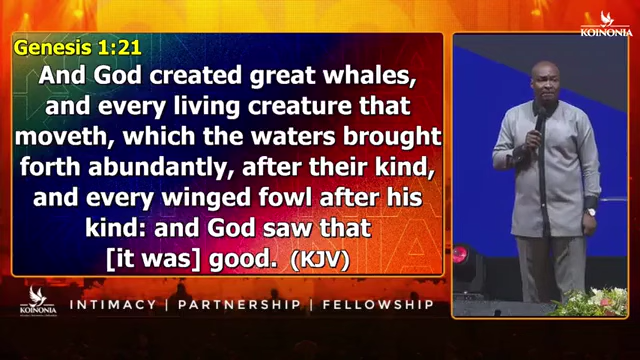 Genesis 1:21
And God created great whales,
and every living creature that
moveth, which the waters brought
forth abundantly, after their kind,
and every winged fowl after his
kind: and God saw that
[it was] good. (KJV)
KOINONIA
KOINONIA
INTIMACY | PARTNERSHIP | FELLOWSHIP